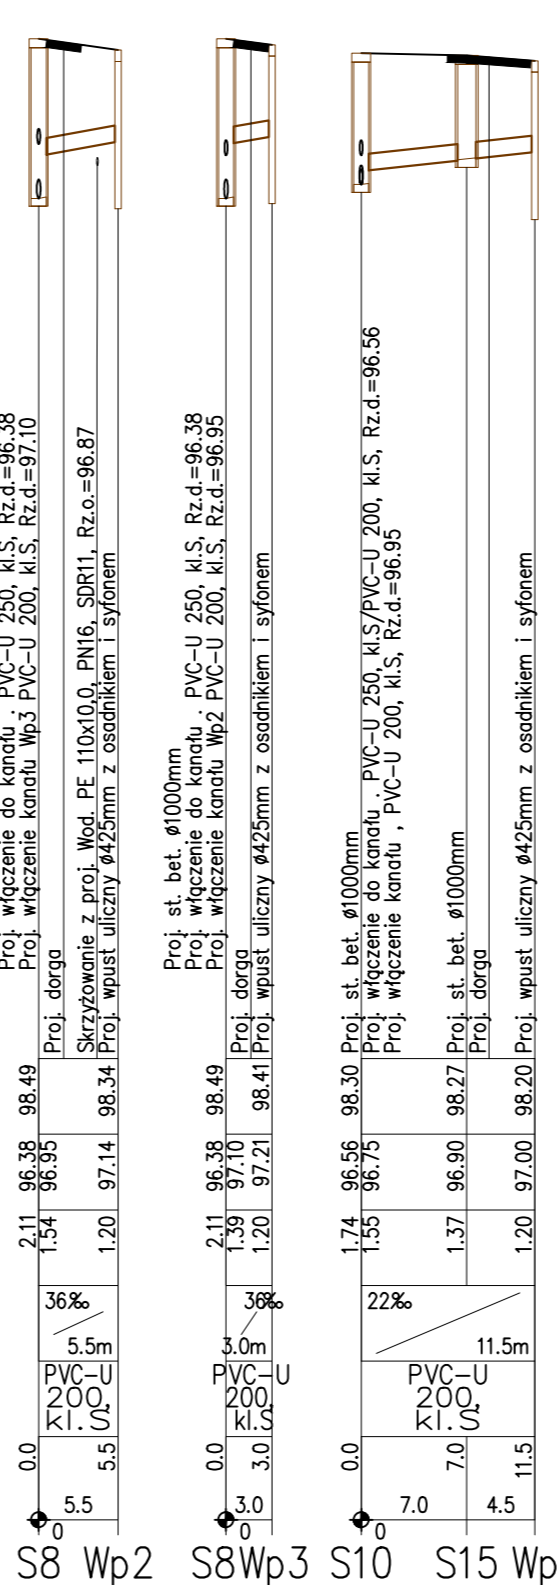 Proj. włączenie do kanału . PVC-U 250, kl.S, Rz.d.=96.38
Proj. włączenie kanału Wp3 PVC-U 200, kl.S, Rz.d.=97.10
Proj. dorga
Skrzyżowanie z proj. Wod. PE 110x10,0, PN16, SDR11, Rz.o.=96.87
Proj. wpust uliczny ø425mm z osadnikiem i syfonem
98.49 98.34
96.38 96.95 97.14
2.11 1.54 1.20
36‰
5.5m
PVC-U
200,
kl.S
0.0 5.5
5.5
0
S8 Wp2
Proj. st. bet. ø1000mm
Proj. włączenie do kanału . PVC-U 250, kl.S, Rz.d.=96.38
Proj. włączenie kanału Wp2 PVC-U 200, kl.S, Rz.d.=96.95
Proj. dorga
Proj. wpust uliczny ø425mm z osadnikiem i syfonem
98.49 98.41
96.38 97.10 97.21
2.11 1.39 1.20
36‰
3.0m
PVC-U
200,
kl.S
0.0 3.0
3.0
0
S8 Wp3
Proj. st. bet. ø1000mm
Proj. włączenie do kanału . PVC-U 250, kl.S/PVC-U 200, kl.S, Rz.d.=96.56
Proj. włączenie kanału , PVC-U 200, kl.S, Rz.d.=96.95
Proj. st. bet. ø1000mm
Proj. dorga
Proj. wpust uliczny ø425mm z osadnikiem i syfonem
98.30 98.27 98.20
96.56 96.75 96.90 97.00
1.74 1.55 1.37 1.20
22‰
11.5m
PVC-U
200,
kl.S
0.0 7.0 11.5
7.0 4.5
0
S10 S15 Wp